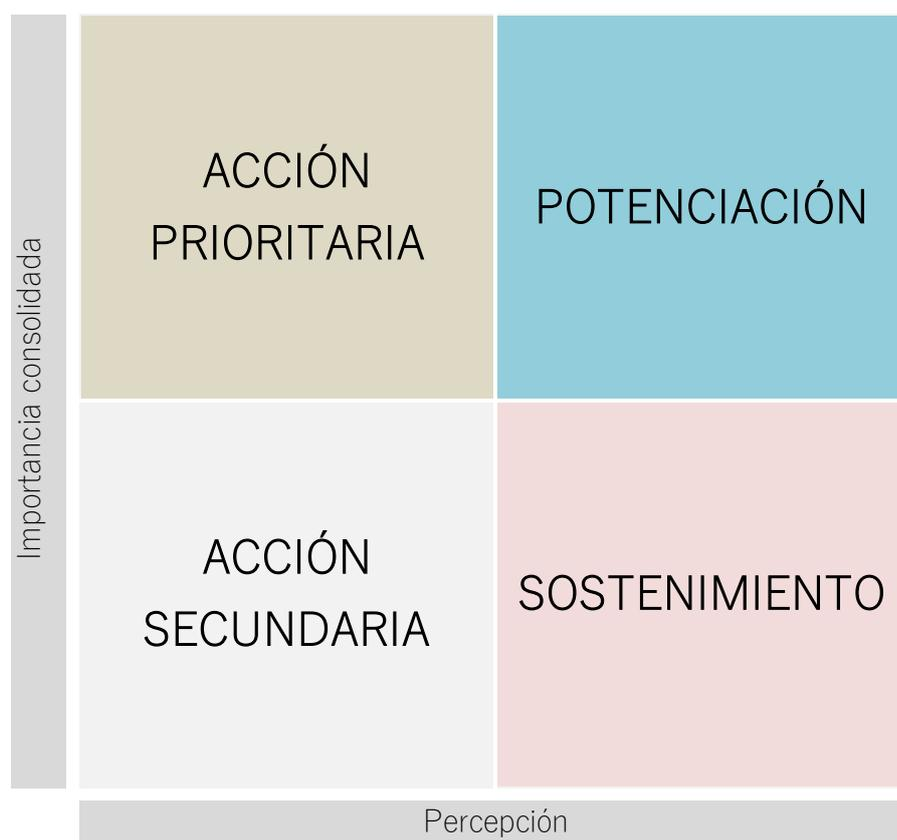 Importancia consolidada
ACCIÓN
PRIORITARIA
POTENCIACIÓN
ACCIÓN
SECUNDARIA
SOSTENIMIENTO
Percepción